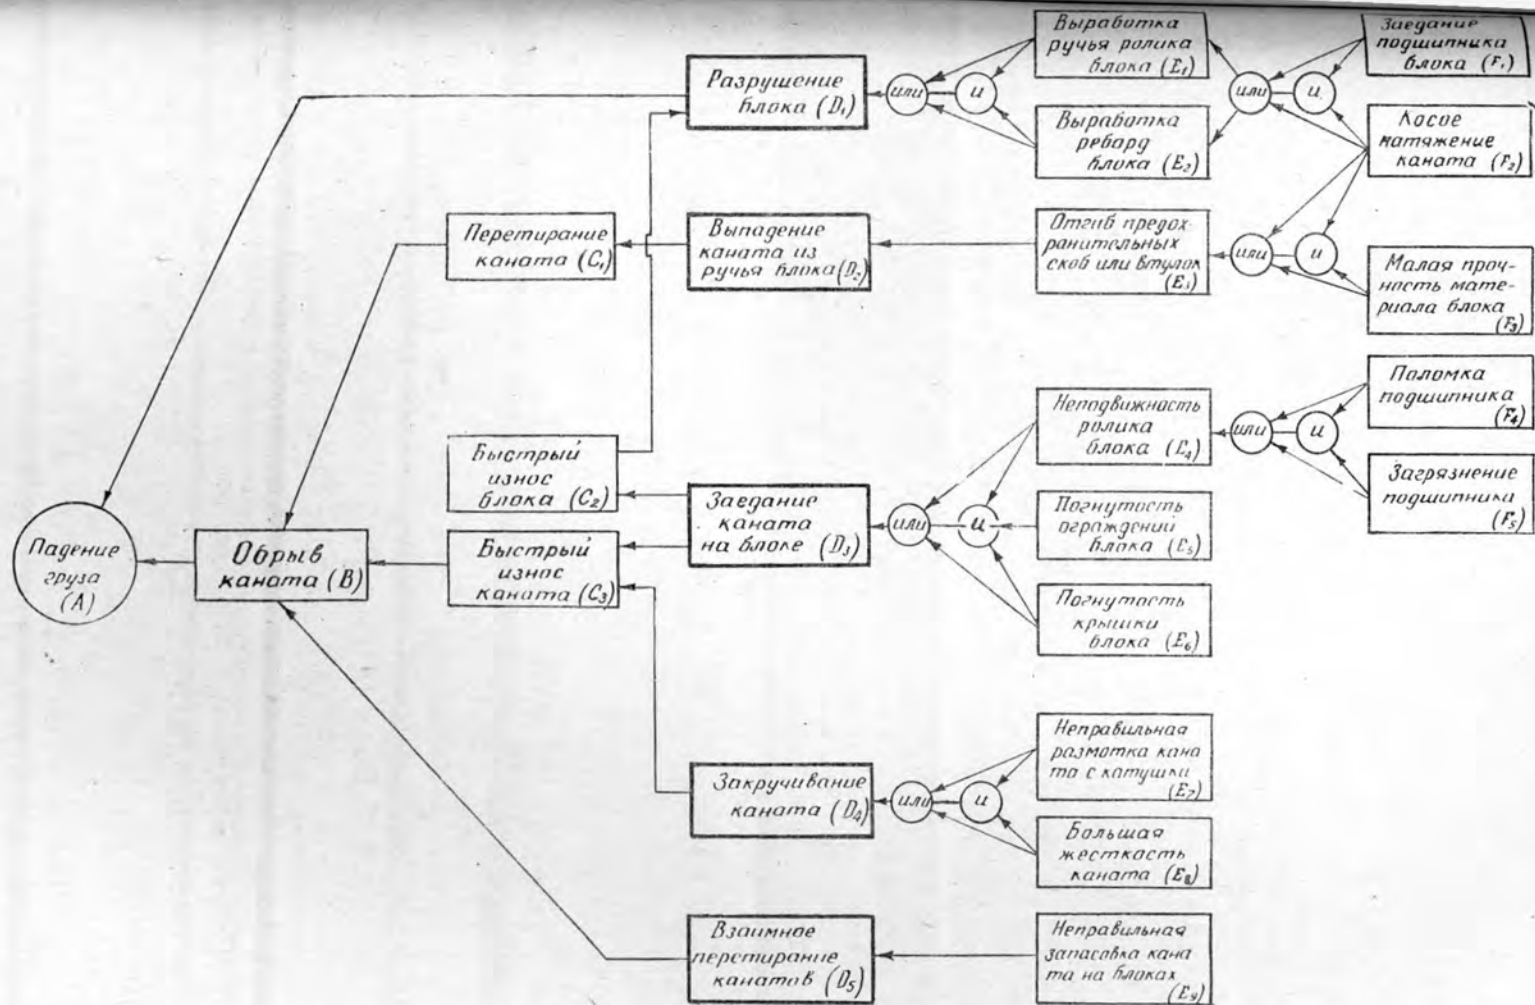 Падение
груза
(А)
Обрыв
каната (В)
Перетирание
каната (С₁)
Быстрый
износ
блока (С₂)
Быстрый
износ
каната (С₃)
Разрушение
блока (D₁)
Выпадение
каната из
ручья блока (D₂)
Заедание
каната
на блоке (D₃)
Закручивание
каната (D₄)
Взаимное
перетирание
канатов (D₅)
или
и
или
и
или
и
Выработка
ручья ролика
блока (E₁)
Выработка
реборд
блока (E₂)
Отгиб предох-
ранительных
скоб или втулок
(E₃)
Неподвижность
ролика
блока (E₄)
Погнутость
ограждений
блока (E₅)
Погнутость
крышки
блока (E₆)
Неправильная
размотка кана
та с катушки
(E₇)
Большая
жесткость
каната (E₈)
Неправильная
запасовка кана
та на блоках
(E₉)
или
и
или
и
или
и
Заедание
подшипника
блока (F₁)
Косое
натяжение
каната (F₂)
Малая проч-
ность мате-
риала блока
(F₃)
Поломка
подшипника
(F₄)
Загрязнение
подшипника
(F₅)